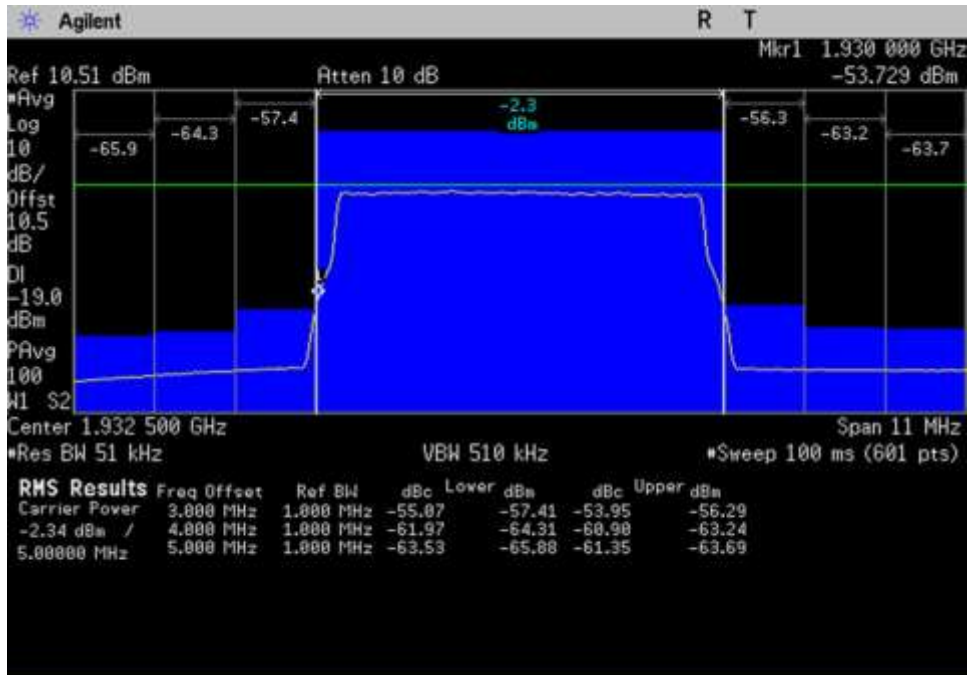 Agilent R T
Mkr1 1.930 000 GHz
Ref 10.51 dBm Atten 10 dB -53.729 dBm
#Avg
Log
10
dB/
Offst
10.5
dB
DI
-19.0
dBm
PAvg
100
W1 S2
-65.9
-64.3
-57.4
-2.3
dBm
-56.3
-63.2
-63.7
Center 1.932 500 GHz Span 11 MHz
#Res BW 51 kHz VBW 510 kHz #Sweep 100 ms (601 pts)
RMS Results Freq Offset Ref BW dBc Lower dBm dBc Upper dBm
Carrier Power 3.000 MHz 1.000 MHz -55.07 -57.41 -53.95 -56.29
-2.34 dBm / 4.000 MHz 1.000 MHz -61.97 -64.31 -60.90 -63.24
5.00000 MHz 5.000 MHz 1.000 MHz -63.53 -65.88 -61.35 -63.69